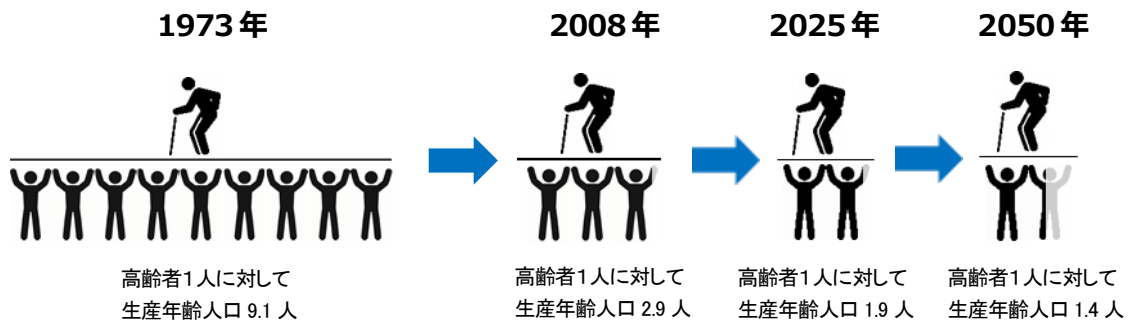 1973年
2008年
2025年
2050年
高齢者1人に対して
生産年齢人口 9.1 人
高齢者1人に対して
生産年齢人口 2.9 人
高齢者1人に対して
生産年齢人口 1.9 人
高齢者1人に対して
生産年齢人口 1.4 人